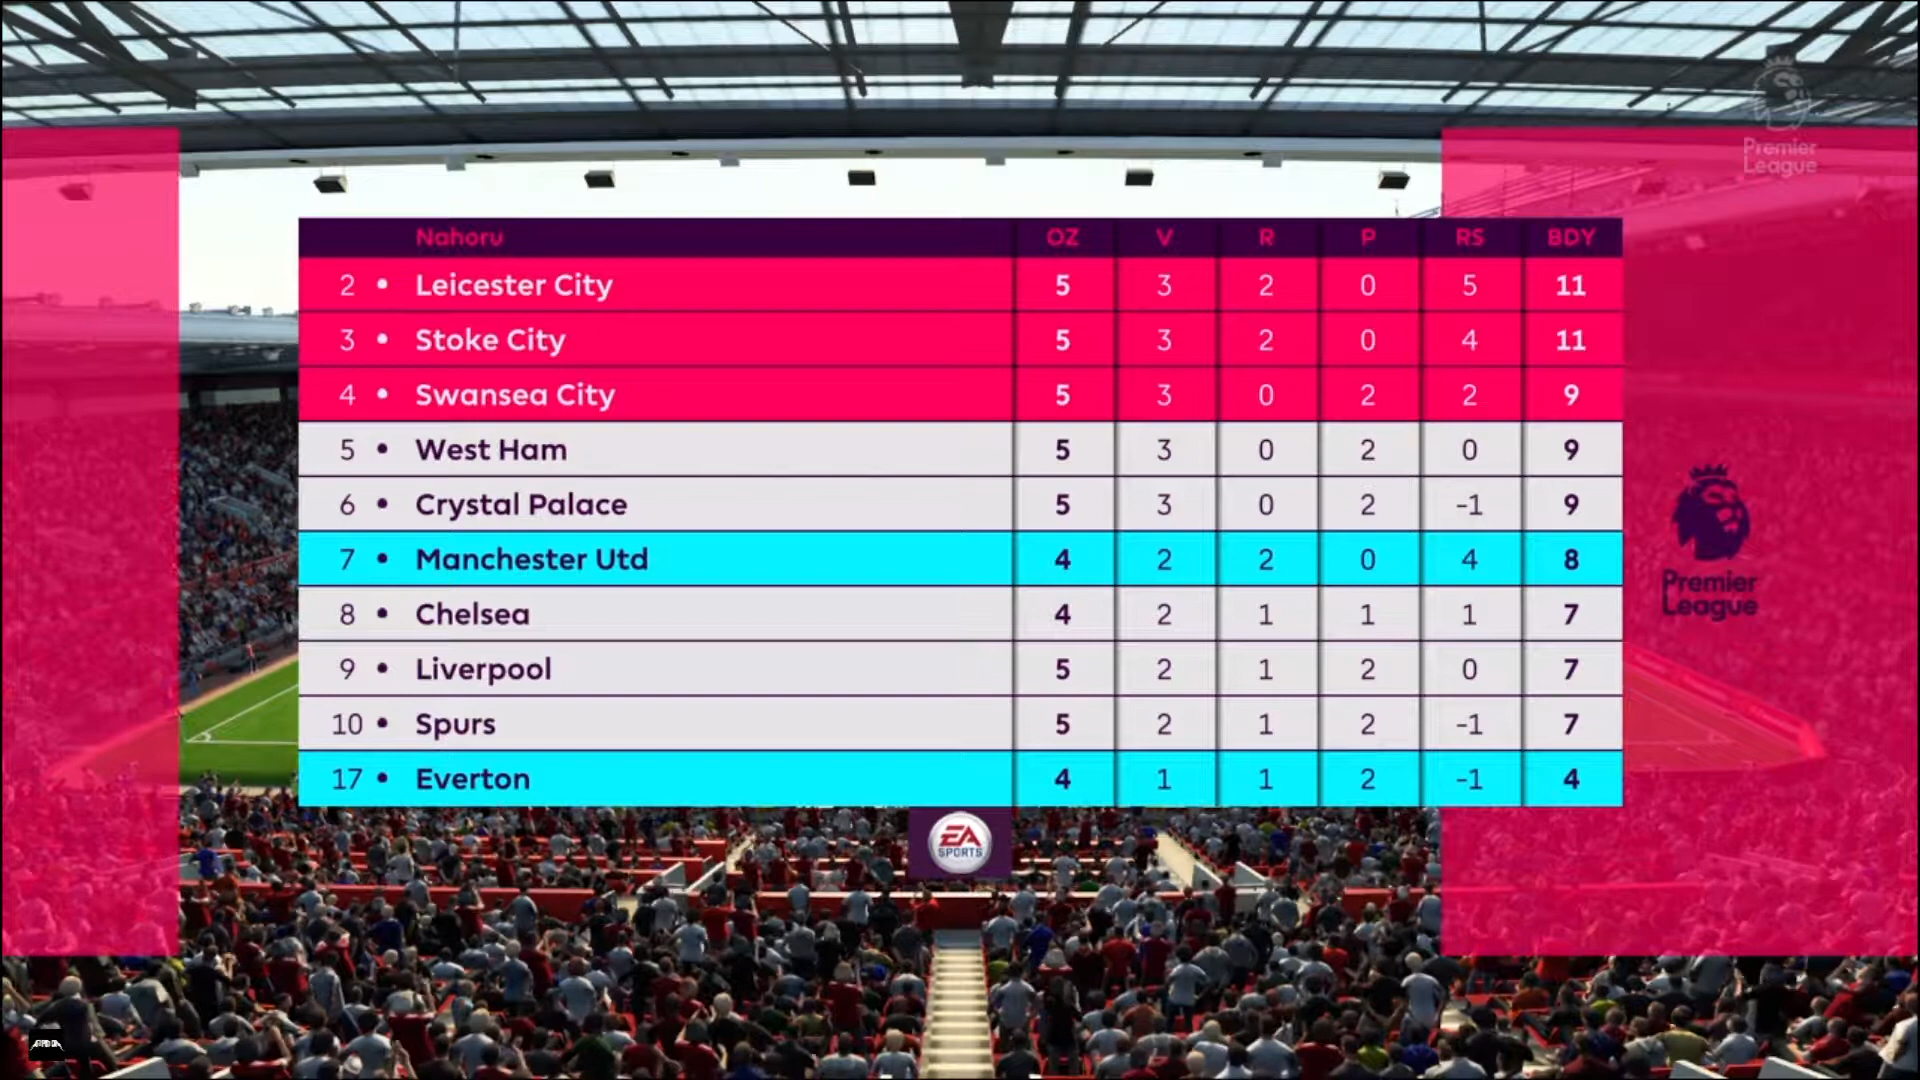 Premier
League
Nahoru OZ V R P RS BDY
2 • Leicester City 5 3 2 0 5 11
3 • Stoke City 5 3 2 0 4 11
4 • Swansea City 5 3 0 2 2 9
5 • West Ham 5 3 0 2 0 9
6 • Crystal Palace 5 3 0 2 -1 9
7 • Manchester Utd 4 2 2 0 4 8
8 • Chelsea 4 2 1 1 1 7
9 • Liverpool 5 2 1 2 0 7
10 • Spurs 5 2 1 2 -1 7
17 • Everton 4 1 1 2 -1 4
Premier
League
EA
SPORTS